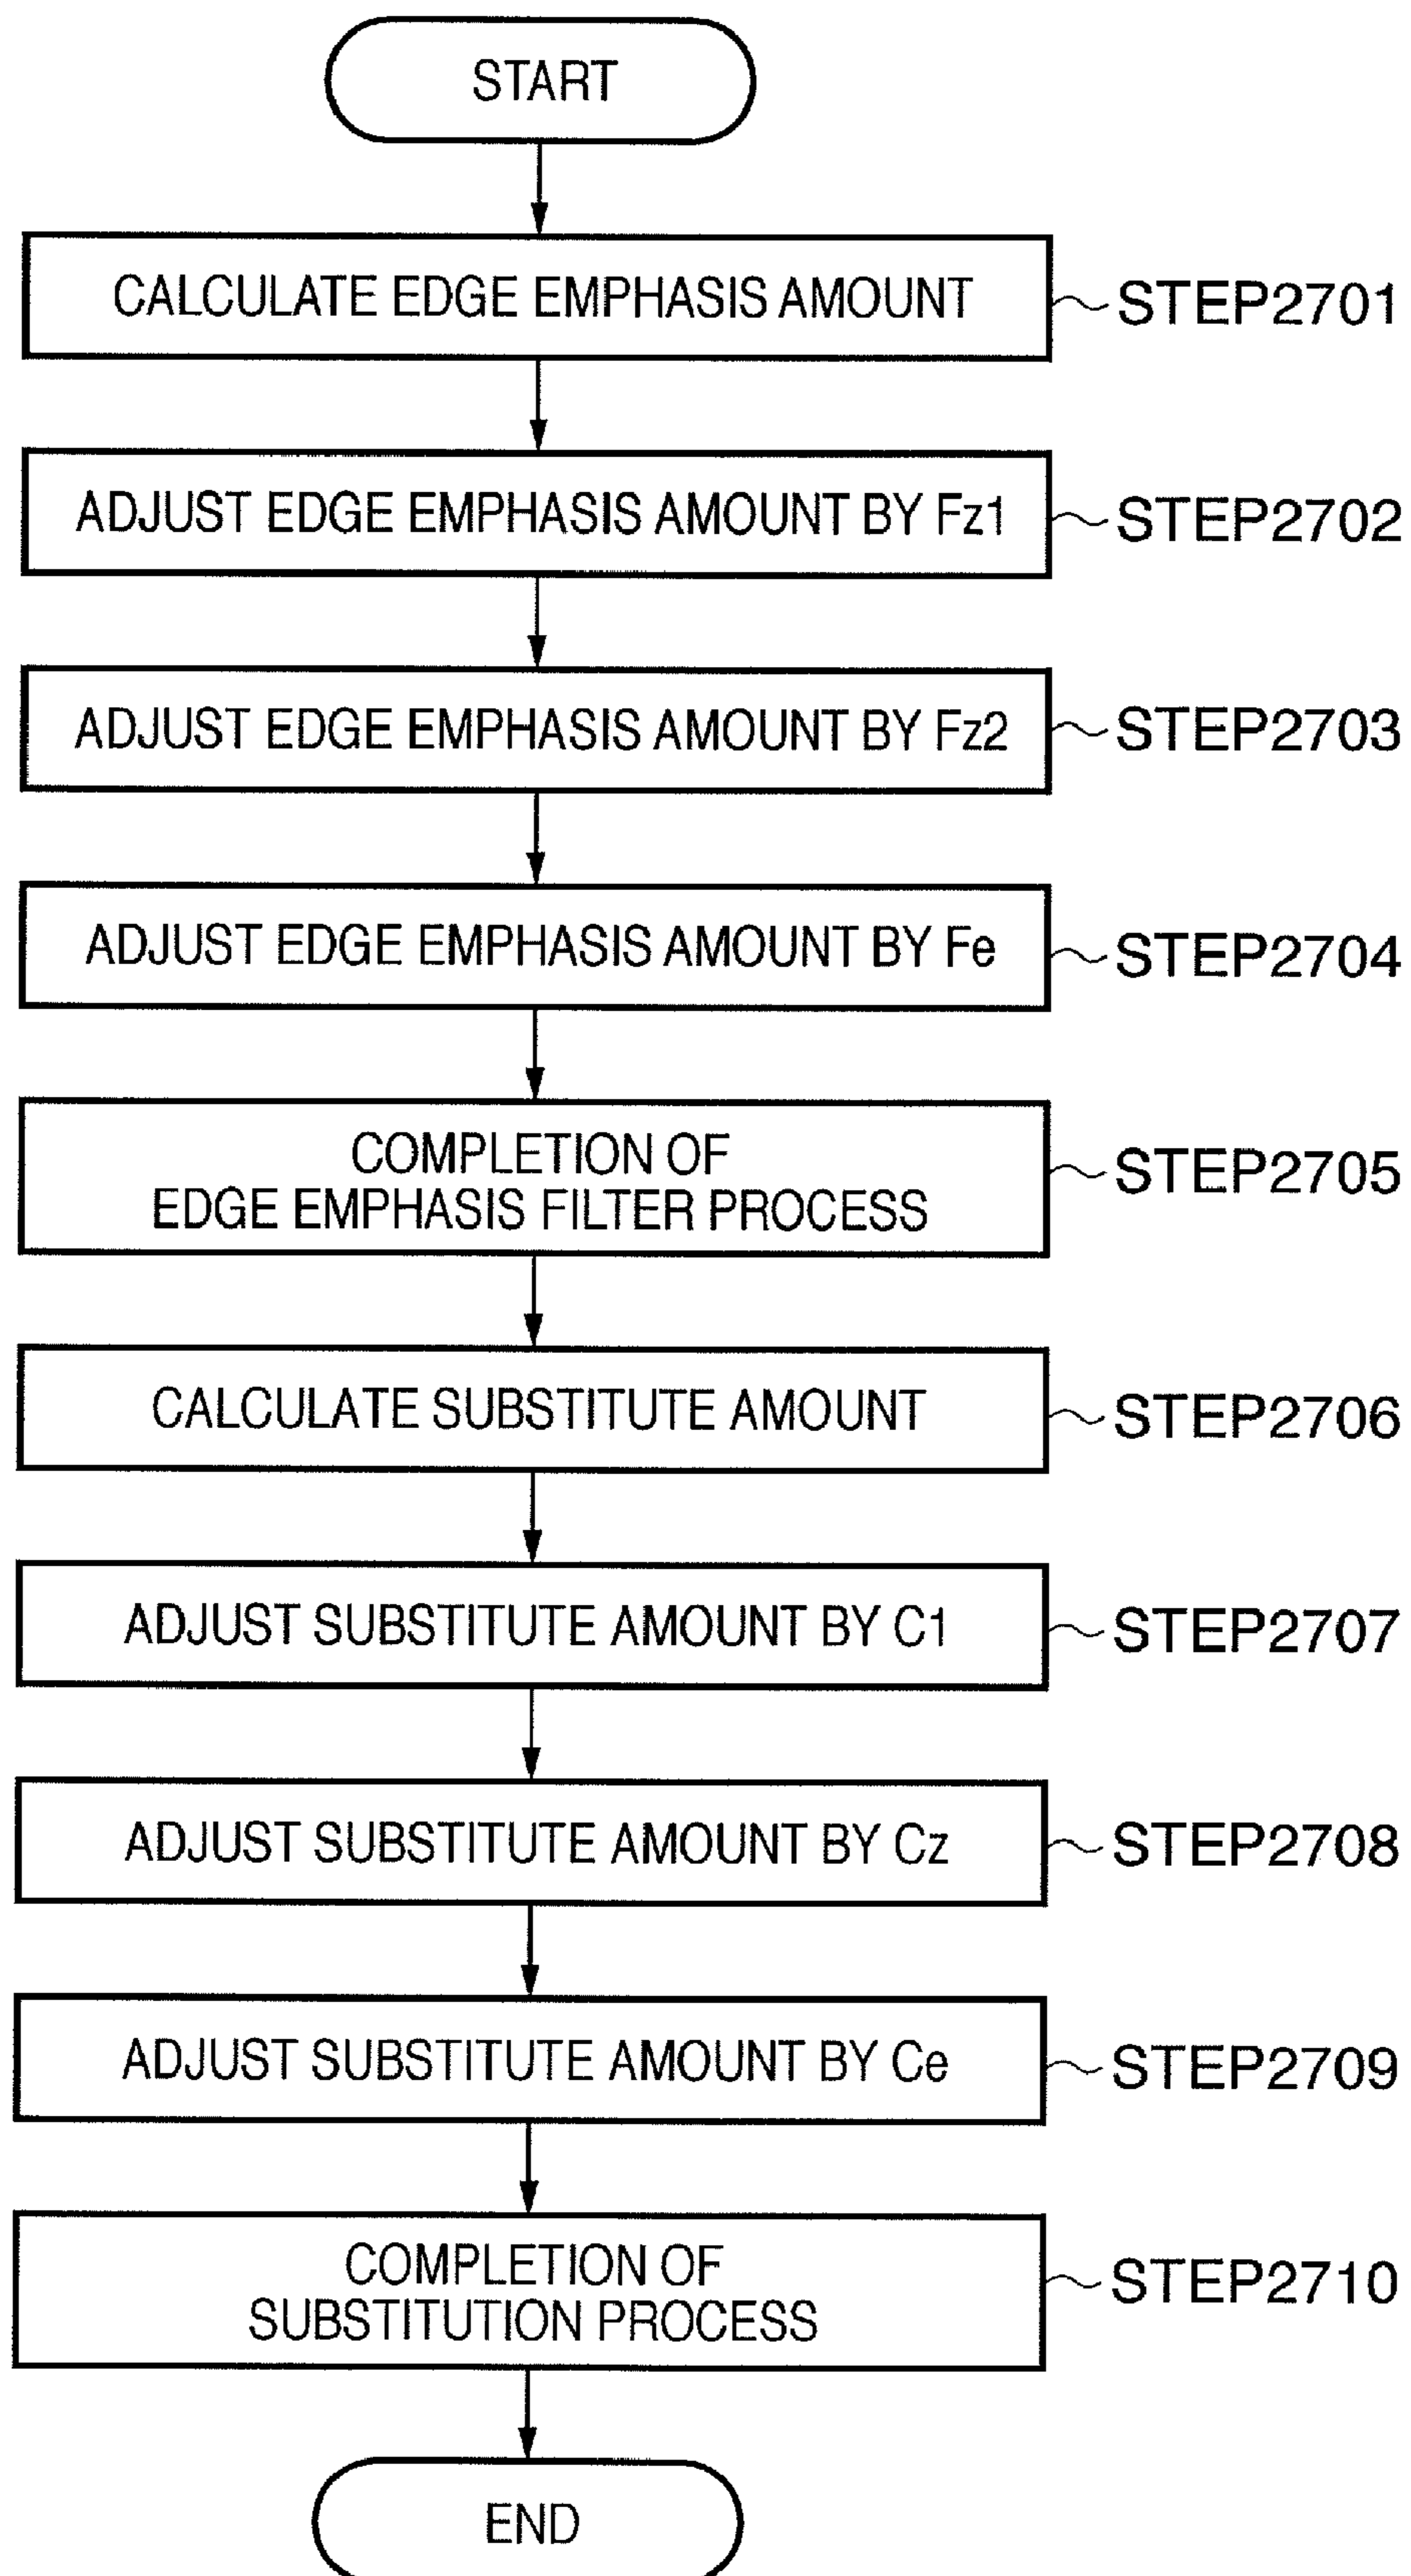 START
CALCULATE EDGE EMPHASIS AMOUNT
STEP2701
ADJUST EDGE EMPHASIS AMOUNT BY Fz1
STEP2702
ADJUST EDGE EMPHASIS AMOUNT BY Fz2
STEP2703
ADJUST EDGE EMPHASIS AMOUNT BY Fe
STEP2704
COMPLETION OF
EDGE EMPHASIS FILTER PROCESS
STEP2705
CALCULATE SUBSTITUTE AMOUNT
STEP2706
ADJUST SUBSTITUTE AMOUNT BY C1
STEP2707
ADJUST SUBSTITUTE AMOUNT BY Cz
STEP2708
ADJUST SUBSTITUTE AMOUNT BY Ce
STEP2709
COMPLETION OF
SUBSTITUTION PROCESS
STEP2710
END